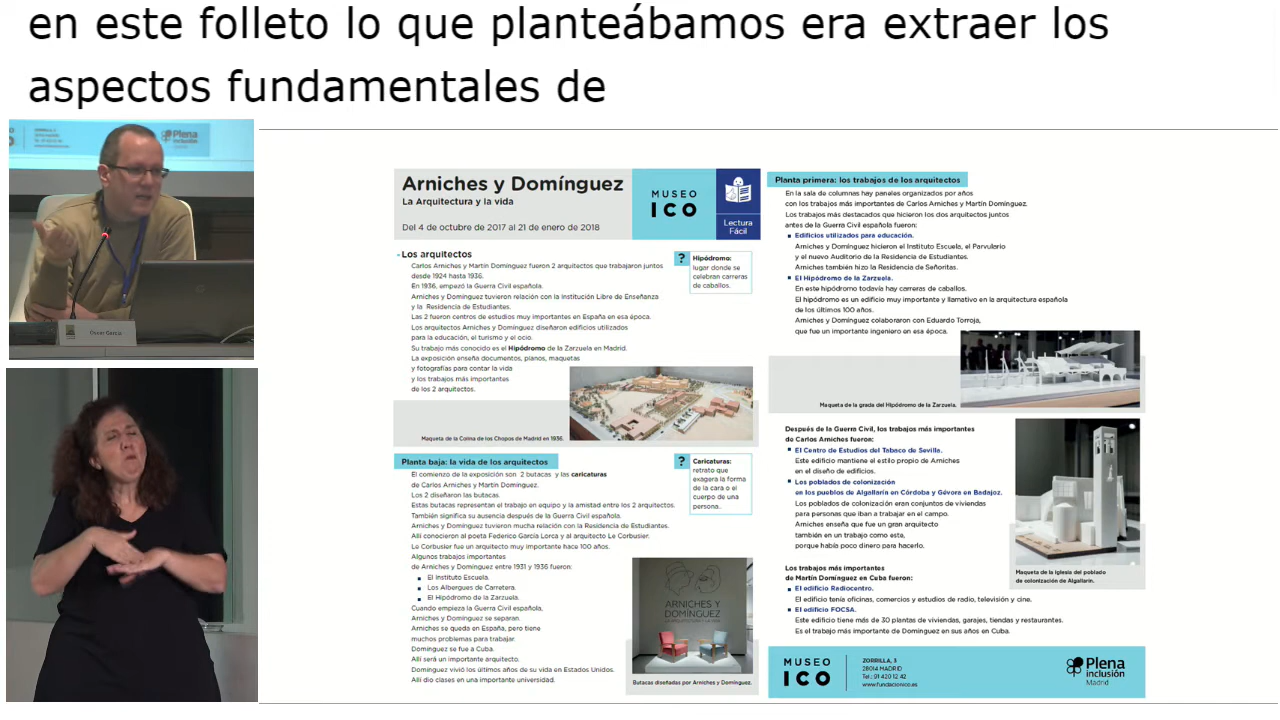 en este folleto lo que planteábamos era extraer los
aspectos fundamentales de
ZORRILLA, 3
Plena
inclusión
Óscar García
Arniches y Domínguez
La Arquitectura y la vida
Del 4 de octubre de 2017 al 21 de enero de 2018
MUSEO
ICO
Lectura
Fácil
Los arquitectos
Carlos Arniches y Martín Domínguez fueron 2 arquitectos que trabajaron juntos
desde 1924 hasta 1936.
En 1936, empezó la Guerra Civil española.
Arniches y Domínguez tuvieron relación con la Institución Libre de Enseñanza
y la Residencia de Estudiantes.
Las 2 fueron centros de estudios muy importantes en España en esa época.
Los arquitectos Arniches y Domínguez diseñaron edificios utilizados
para la educación, el turismo y el ocio.
Su trabajo más conocido es el Hipódromo de la Zarzuela en Madrid.
La exposición enseña documentos, planos, maquetas
y fotografías para contar la vida
y los trabajos más importantes
de los 2 arquitectos.
?
Hipódromo:
lugar donde se
celebran carreras
de caballos.
Maqueta de la Colina de los Chopos de Madrid en 1936.
Planta baja: la vida de los arquitectos
El comienzo de la exposición son 2 butacas y las caricaturas
de Carlos Arniches y Martín Domínguez.
Los 2 diseñaron las butacas.
Estas butacas representan el trabajo en equipo y la amistad entre los 2 arquitectos.
También significa su ausencia después de la Guerra Civil española.
Arniches y Domínguez tuvieron mucha relación con la Residencia de Estudiantes.
Allí conocieron al poeta Federico García Lorca y al arquitecto Le Corbusier.
Le Corbusier fue un arquitecto muy importante hace 100 años.
Algunos trabajos importantes
de Arniches y Domínguez entre 1931 y 1936 fueron:
El Instituto Escuela.
Los Albergues de Carretera.
El Hipódromo de la Zarzuela.
Cuando empieza la Guerra Civil española,
Arniches y Domínguez se separan.
Arniches se queda en España, pero tiene
muchos problemas para trabajar.
Domínguez se fue a Cuba.
Allí será un importante arquitecto.
Domínguez vivió los últimos años de su vida en Estados Unidos.
Allí dio clases en una importante universidad.
?
Caricaturas:
retrato que
exagera la forma
de la cara o el
cuerpo de una
persona.
ARNICHES Y
DOMÍNGUEZ
LA ARQUITECTURA Y LA VIDA
Butacas diseñadas por Arniches y Domínguez.
Planta primera: los trabajos de los arquitectos
En la sala de columnas hay paneles organizados por años
con los trabajos más importantes de Carlos Arniches y Martín Domínguez.
Los trabajos más destacados que hicieron los dos arquitectos juntos
antes de la Guerra Civil española fueron:
Edificios utilizados para educación.
Arniches y Domínguez hicieron el Instituto Escuela, el Parvulario
y el nuevo Auditorio de la Residencia de Estudiantes.
Arniches también hizo la Residencia de Señoritas.
El Hipódromo de la Zarzuela.
En este hipódromo todavía hay carreras de caballos.
El hipódromo es un edificio muy importante y llamativo en la arquitectura española
de los últimos 100 años.
Arniches y Domínguez colaboraron con Eduardo Torroja,
que fue un importante ingeniero en esa época.
Maqueta de la grada del Hipódromo de la Zarzuela.
Después de la Guerra Civil, los trabajos más importantes
de Carlos Arniches fueron:
El Centro de Estudios del Tabaco de Sevilla.
Este edificio mantiene el estilo propio de Arniches
en el diseño de edificios.
Los poblados de colonización
en los pueblos de Algallarín en Córdoba y Gévora en Badajoz.
Los poblados de colonización eran conjuntos de viviendas
para personas que iban a trabajar en el campo.
Arniches enseña que fue un gran arquitecto
también en un trabajo como este,
porque había poco dinero para hacerlo.
Maqueta de la iglesia del poblado
de colonización de Algallarín.
Los trabajos más importantes
de Martín Domínguez en Cuba fueron:
El edificio Radiocentro.
El edificio tenía oficinas, comercios y estudios de radio, televisión y cine.
El edificio FOCSA.
Este edificio tiene más de 30 plantas de viviendas, garajes, tiendas y restaurantes.
Es el trabajo más importante de Domínguez en sus años en Cuba.
MUSEO
ICO
ZORRILLA, 3
28014 MADRID
Tel.: 91 420 12 42
www.fundacionico.es
Plena
inclusión
Madrid